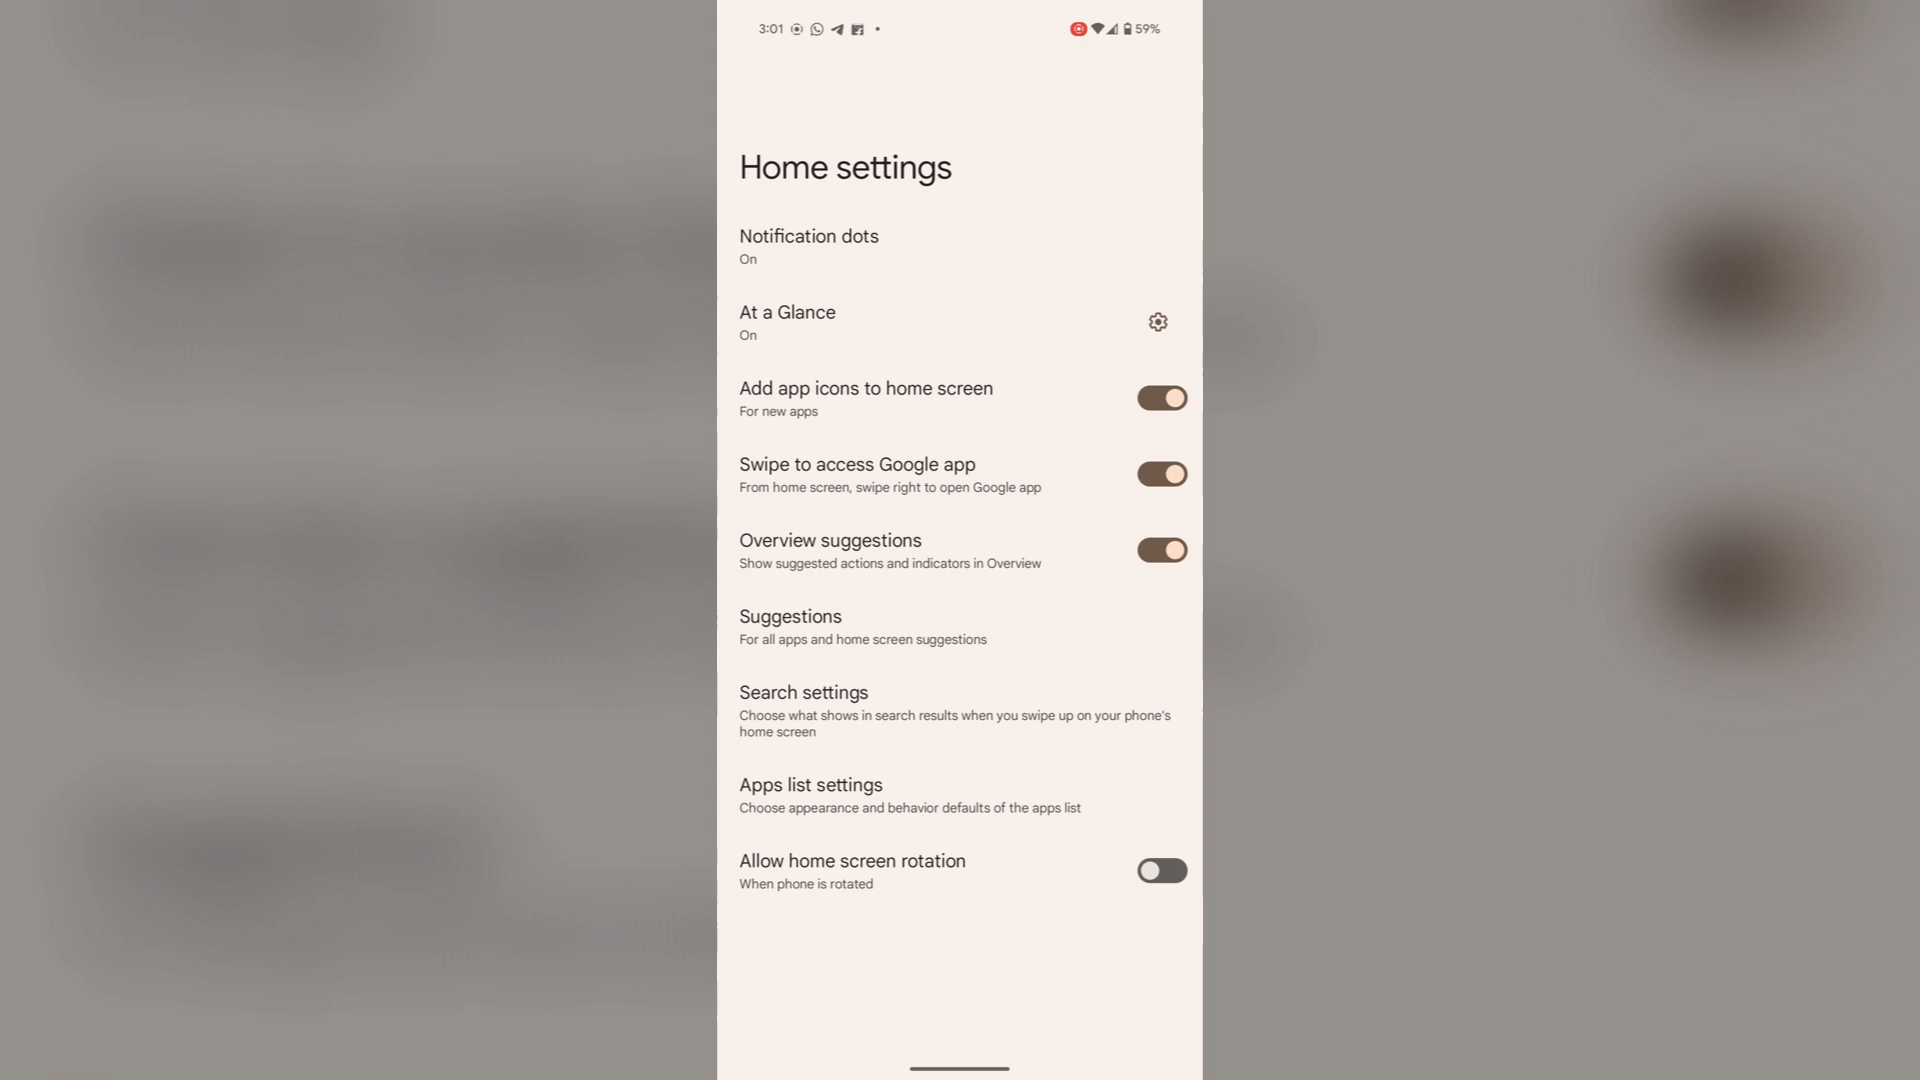 3:01
59%
Home settings
Notification dots
On
At a Glance
On
Add app icons to home screen
For new apps
Swipe to access Google app
From home screen, swipe right to open Google app
Overview suggestions
Show suggested actions and indicators in Overview
Suggestions
For all apps and home screen suggestions
Search settings
Choose what shows in search results when you swipe up on your phone's
home screen
Apps list settings
Choose appearance and behavior defaults of the apps list
Allow home screen rotation
When phone is rotated